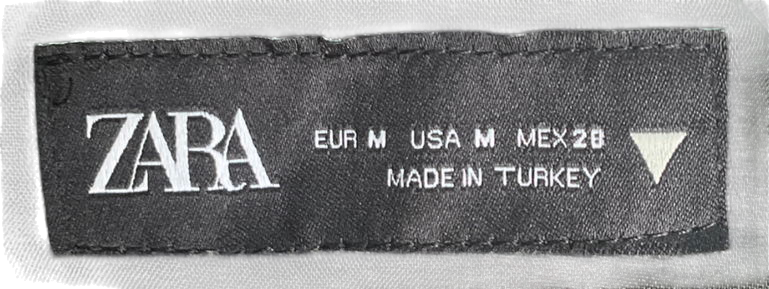 ZARA
EUR M USA M MEX 28
MADE IN TURKEY